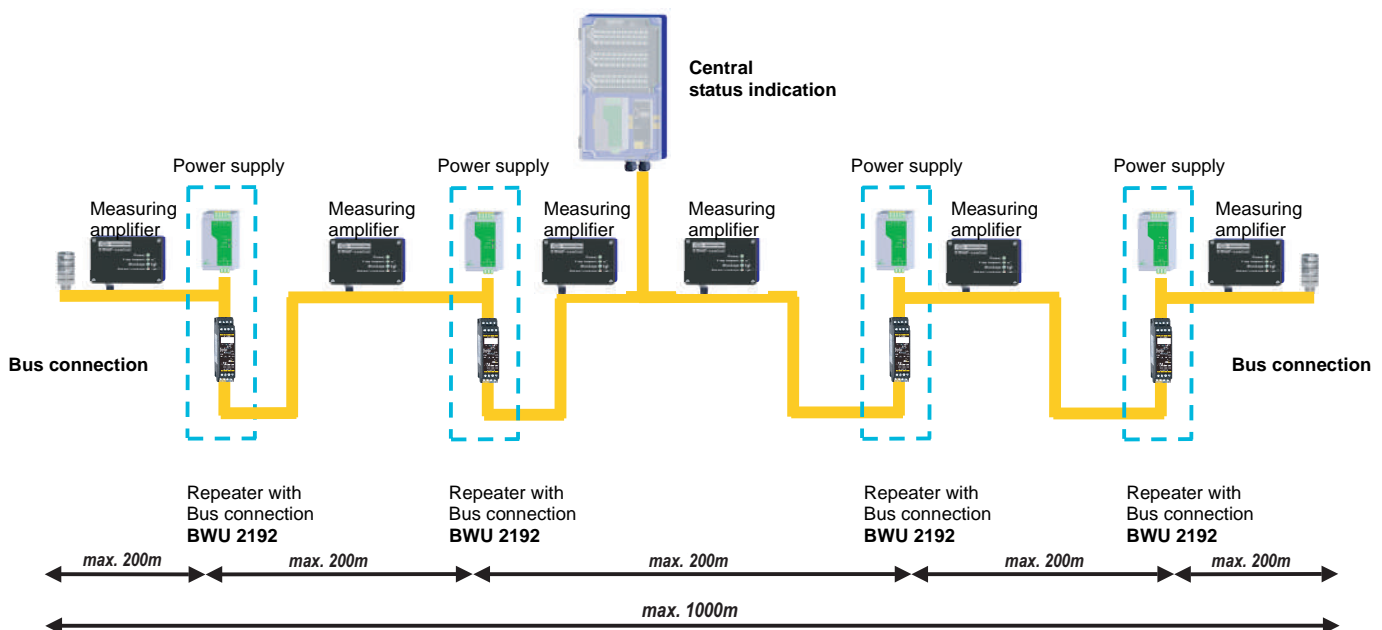 Central
status indication
Power supply
Power supply
Power supply
Power supply
Measuring
amplifier
Measuring
amplifier
Measuring
amplifier
Measuring
amplifier
Measuring
amplifier
Measuring
amplifier
Bus connection
Bus connection
Repeater with
Bus connection
BWU 2192
Repeater with
Bus connection
BWU 2192
Repeater with
Bus connection
BWU 2192
Repeater with
Bus connection
BWU 2192
max. 200m
max. 200m
max. 200m
max. 200m
max. 200m
max. 1000m